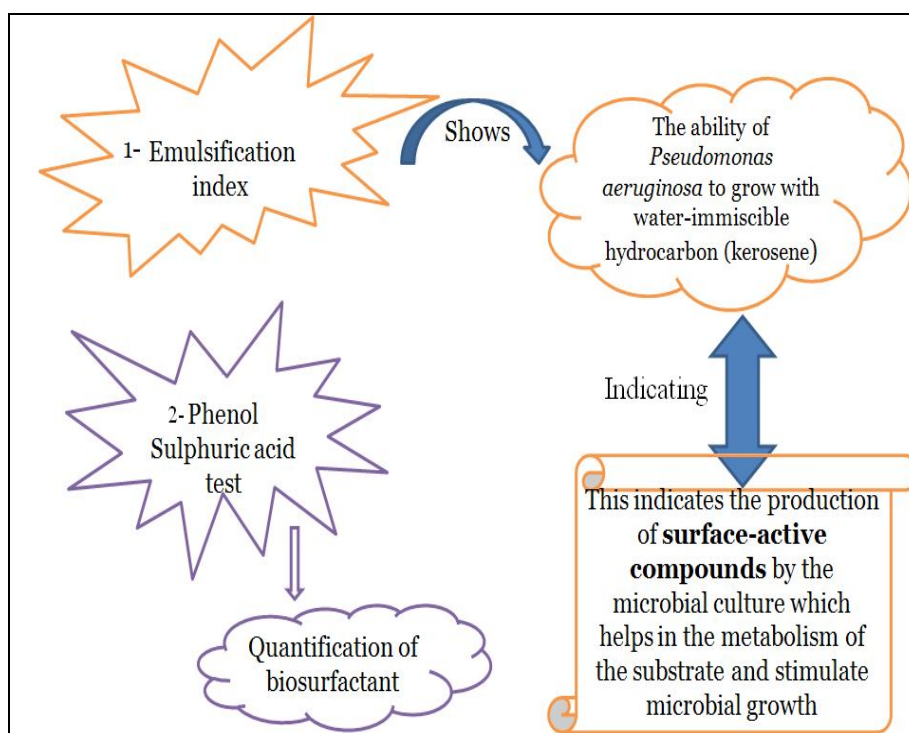 1- Emulsification
index
Shows
The ability of
Pseudomonas
aeruginosa to grow with
water-immiscible
hydrocarbon (kerosene)
Indicating
This indicates the production
of surface-active
compounds by the
microbial culture which
helps in the metabolism of
the substrate and stimulate
microbial growth
2- Phenol
Sulphuric acid
test
Quantification of
biosurfactant